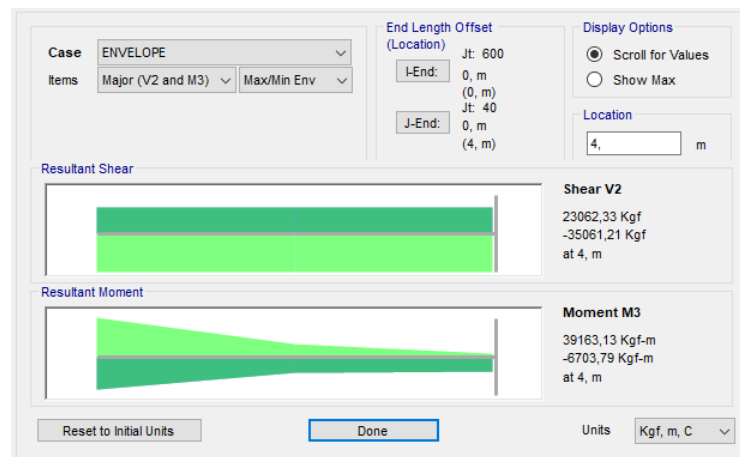 Case
ENVELOPE
Items
Major (V2 and M3)
Max/Min Env
End Length Offset
(Location)
Jt: 600
I-End:
0, m
(0, m)
Jt: 40
J-End:
0, m
(4, m)
Display Options
Scroll for Values
Show Max
Location
4,
m
Resultant Shear
Shear V2
23062,33 Kgf
-35061,21 Kgf
at 4, m
Resultant Moment
Moment M3
39163,13 Kgf-m
-6703,79 Kgf-m
at 4, m
Reset to Initial Units
Done
Units
Kgf, m, C